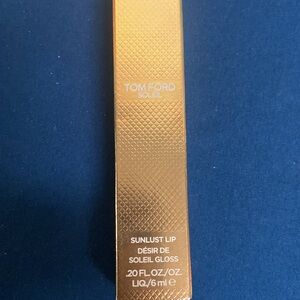 TOM FORD
SOLEIL
SUNLUST LIP
DÉSIR DE
SOLEIL GLOSS
.20 FL.OZ./OZ.
LIQ/6 ml ℮